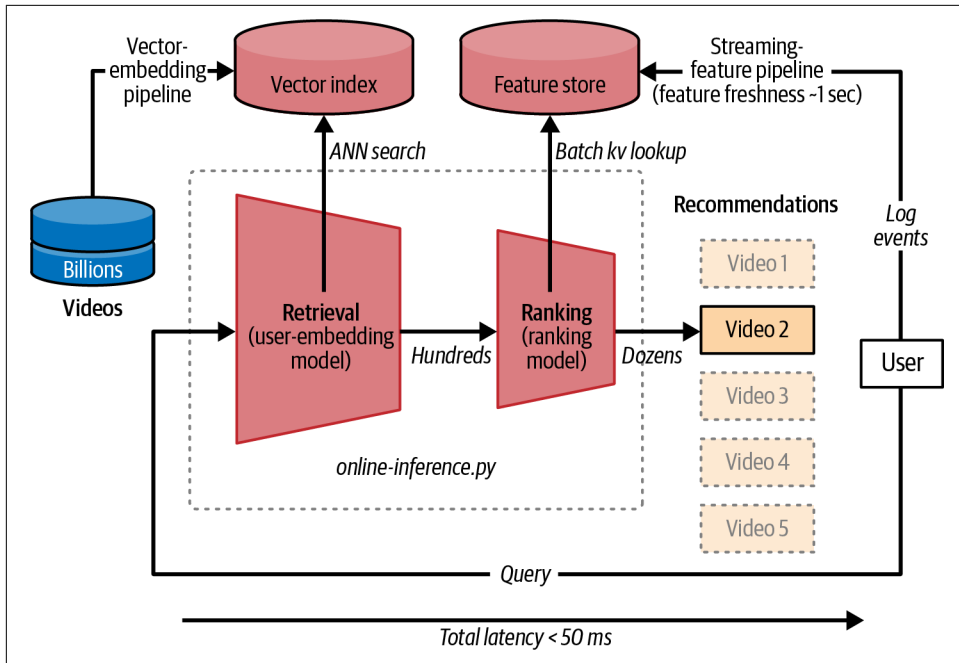 Vector-
embedding
pipeline
Vector index
Feature store
Streaming-
feature pipeline
(feature freshness ~1 sec)
ANN search
Batch kv lookup
Billions
Videos
Retrieval
(user-embedding
model)
Hundreds
Ranking
(ranking
model)
Dozens
online-inference.py
Recommendations
Video 1
Video 2
Video 3
Video 4
Video 5
Log
events
User
Query
Total latency < 50 ms